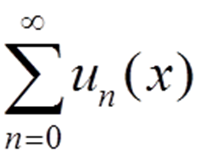 ∞
∑ uₙ(x)
n=0